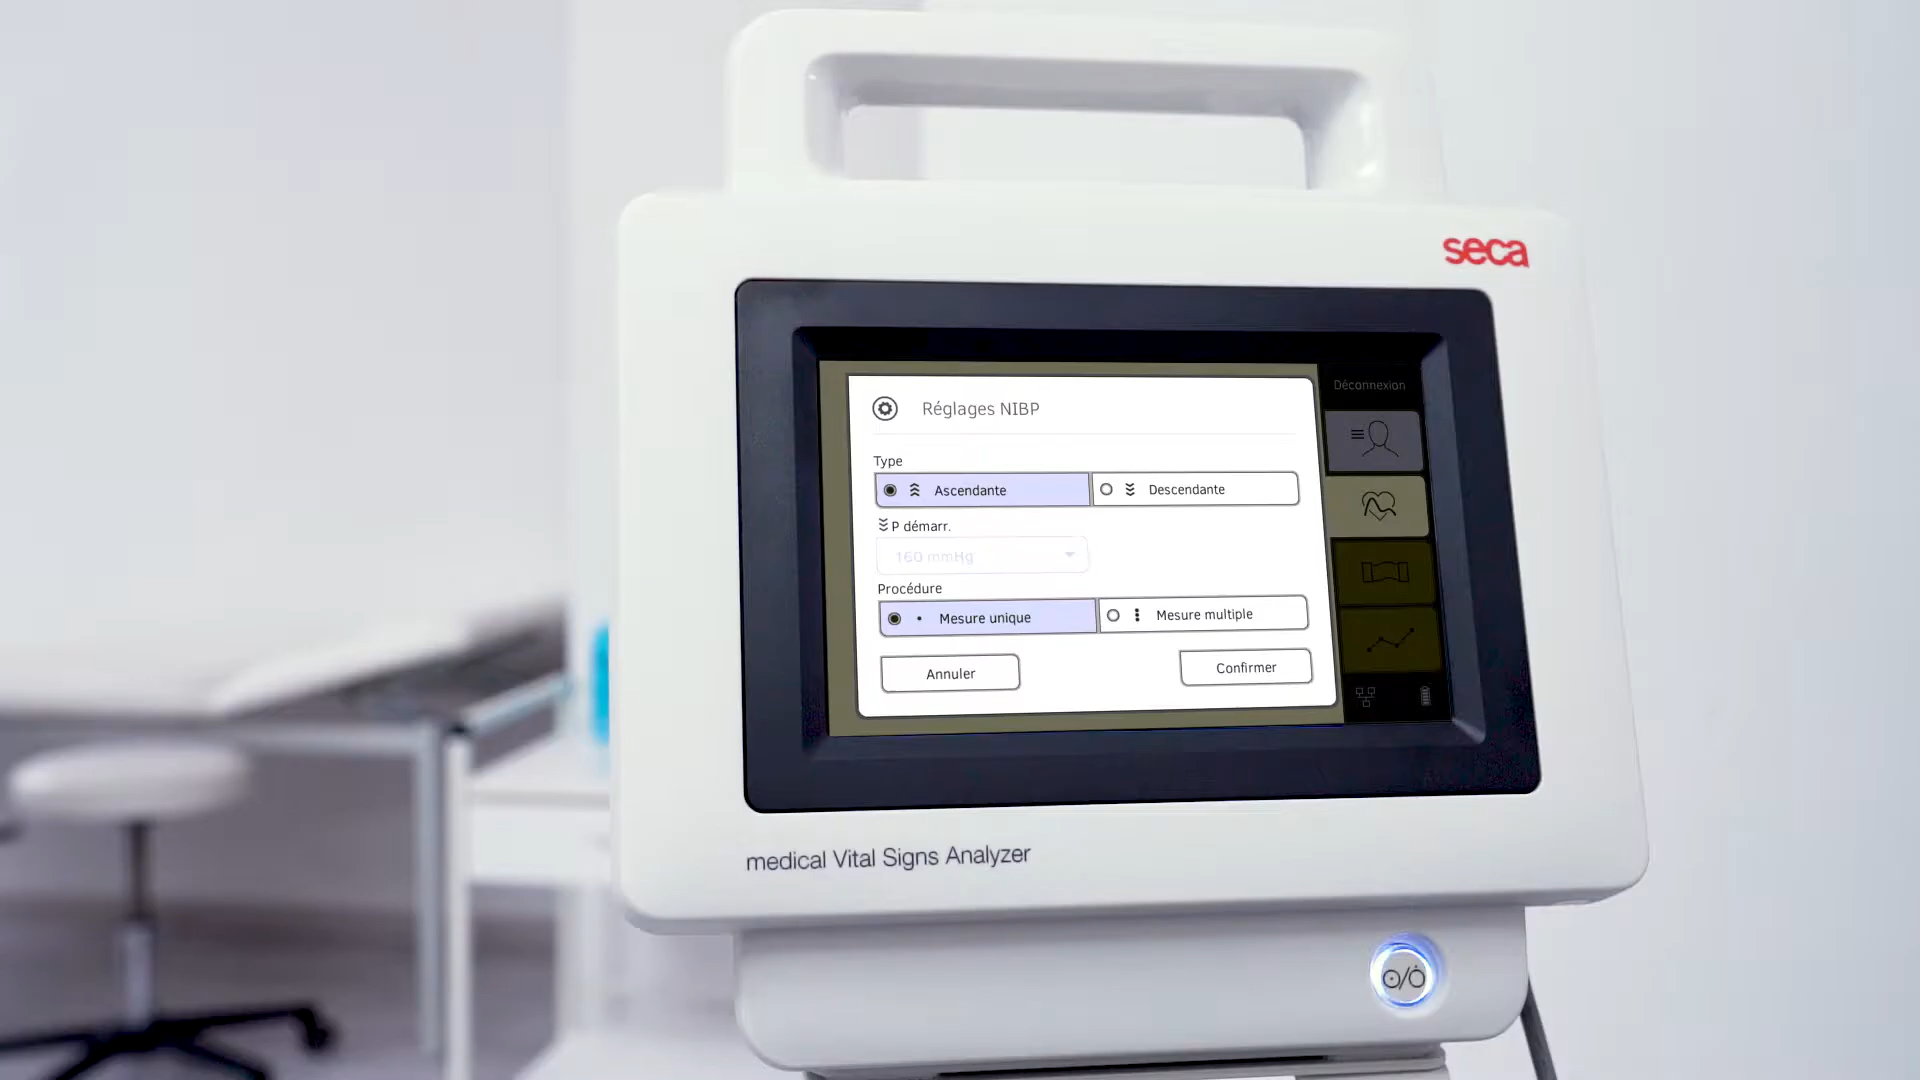 seca
Déconnexion
Réglages NIBP
Type
Ascendante
Descendante
P démarr.
160 mmHg
Procédure
Mesure unique
Mesure multiple
Annuler
Confirmer
medical Vital Signs Analyzer